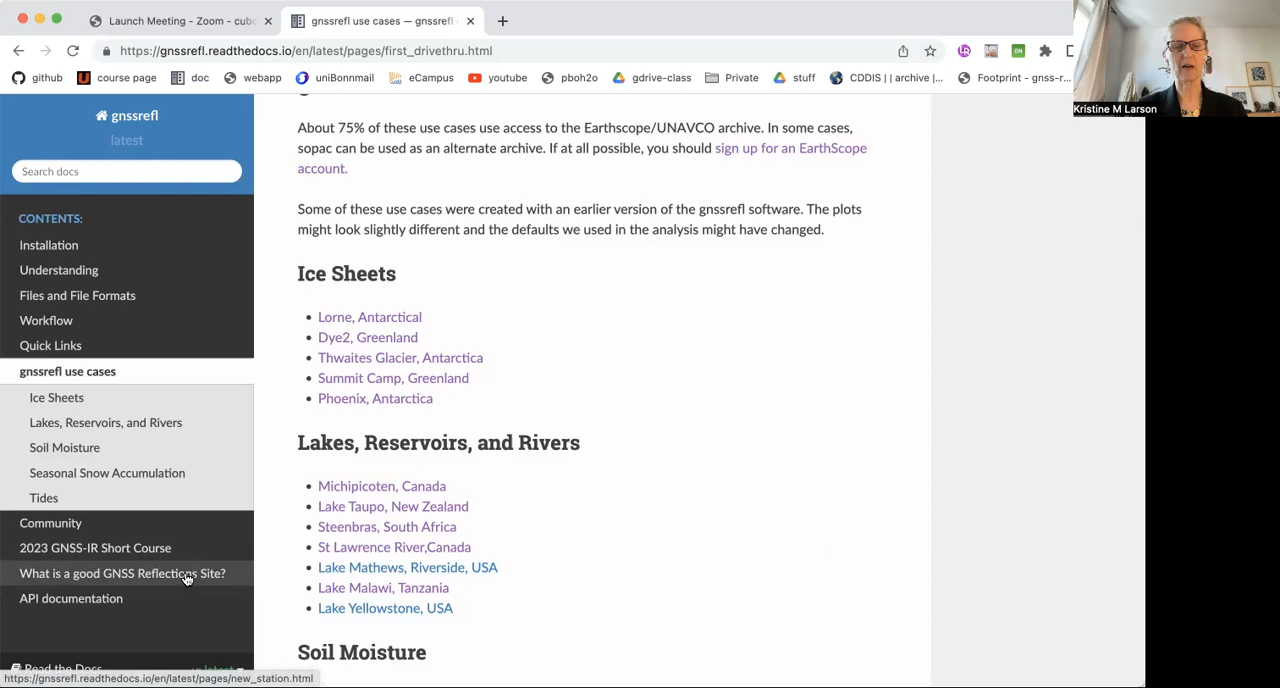 Launch Meeting - Zoom - cubo
gnssrefl use cases — gnssrefl
https://gnssrefl.readthedocs.io/en/latest/pages/first_drivethru.html
github
course page
doc
webapp
uniBonnmail
eCampus
youtube
pboh2o
gdrive-class
Private
stuff
CDDIS | | archive |...
Footprint - gnss-r...
Kristine M Larson
gnssrefl
latest
Search docs
CONTENTS:
Installation
Understanding
Files and File Formats
Workflow
Quick Links
gnssrefl use cases
Ice Sheets
Lakes, Reservoirs, and Rivers
Soil Moisture
Seasonal Snow Accumulation
Tides
Community
2023 GNSS-IR Short Course
What is a good GNSS Reflections Site?
API documentation
Read the Docs
https://gnssrefl.readthedocs.io/en/latest/pages/new_station.html
About 75% of these use cases use access to the Earthscope/UNAVCO archive. In some cases,
sopac can be used as an alternate archive. If at all possible, you should sign up for an EarthScope
account.
Some of these use cases were created with an earlier version of the gnssrefl software. The plots
might look slightly different and the defaults we used in the analysis might have changed.
Ice Sheets
Lorne, Antarctical
Dye2, Greenland
Thwaites Glacier, Antarctica
Summit Camp, Greenland
Phoenix, Antarctica
Lakes, Reservoirs, and Rivers
Michipicoten, Canada
Lake Taupo, New Zealand
Steenbras, South Africa
St Lawrence River,Canada
Lake Mathews, Riverside, USA
Lake Malawi, Tanzania
Lake Yellowstone, USA
Soil Moisture